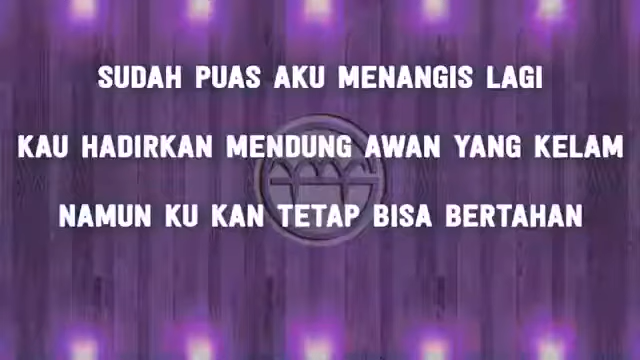 SUDAH PUAS AKU MENANGIS LAGI
KAU HADIRKAN MENDUNG AWAN YANG KELAM
NAMUN KU KAN TETAP BISA BERTAHAN